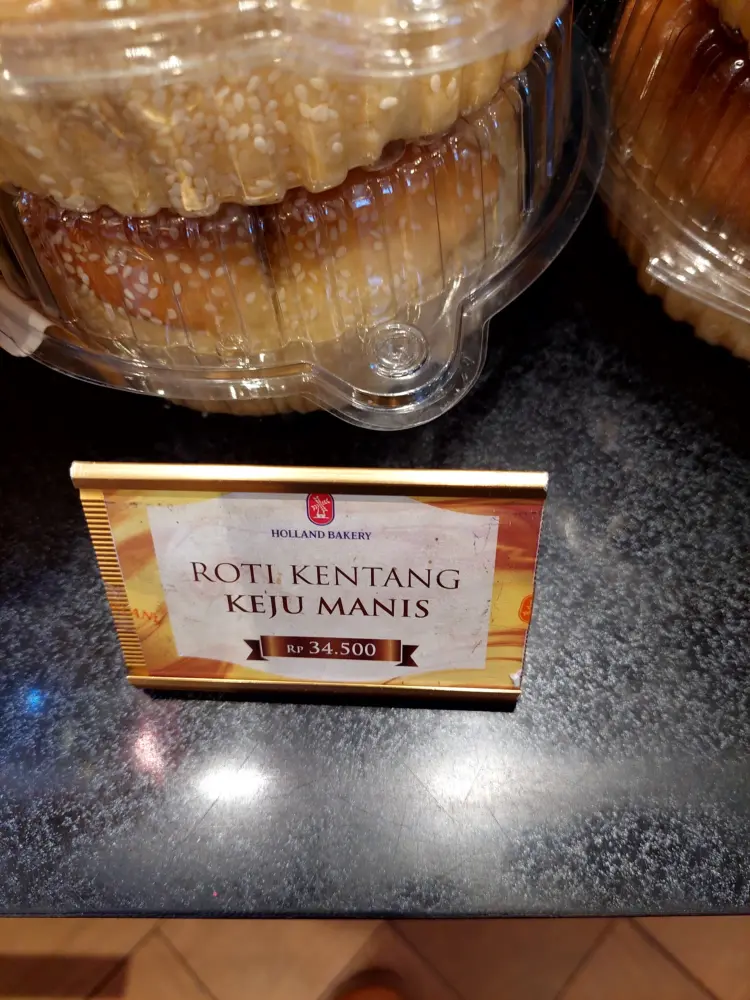 HOLLAND BAKERY
ROTI KENTANG
KEJU MANIS
RP 34.500